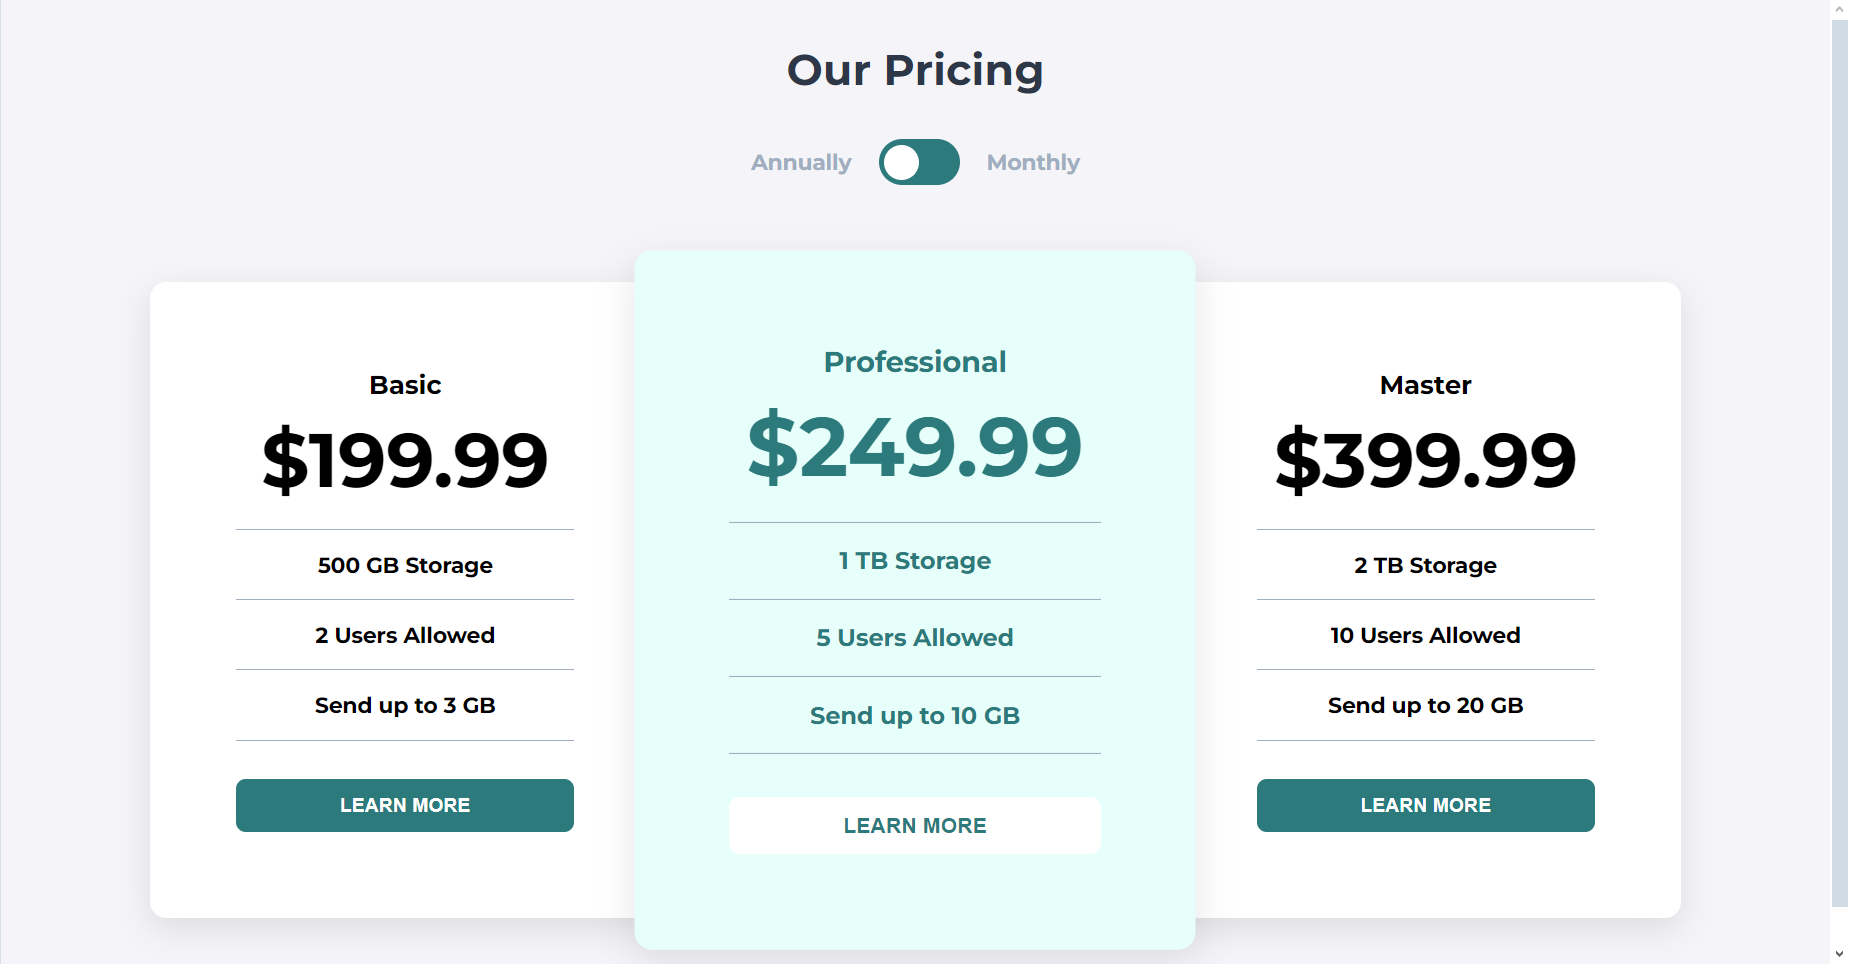 Our Pricing
Annually
Monthly
Basic
$199.99
500 GB Storage
2 Users Allowed
Send up to 3 GB
LEARN MORE
Professional
$249.99
1 TB Storage
5 Users Allowed
Send up to 10 GB
LEARN MORE
Master
$399.99
2 TB Storage
10 Users Allowed
Send up to 20 GB
LEARN MORE